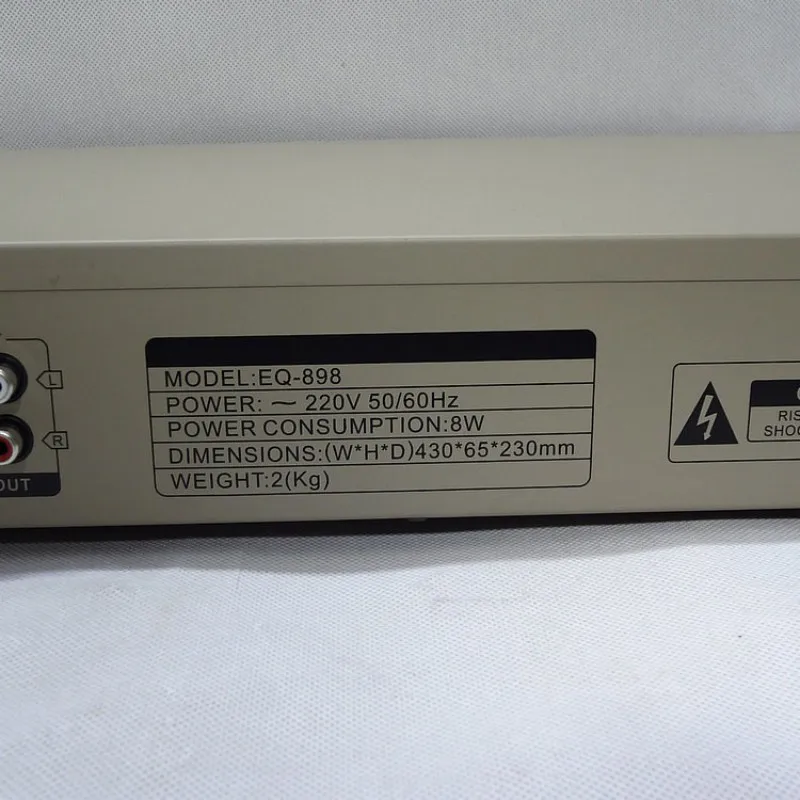 L
R
OUT
MODEL:EQ-898
POWER: ~ 220V 50/60Hz
POWER CONSUMPTION:8W
DIMENSIONS:(W*H*D)430*65*230mm
WEIGHT:2(Kg)